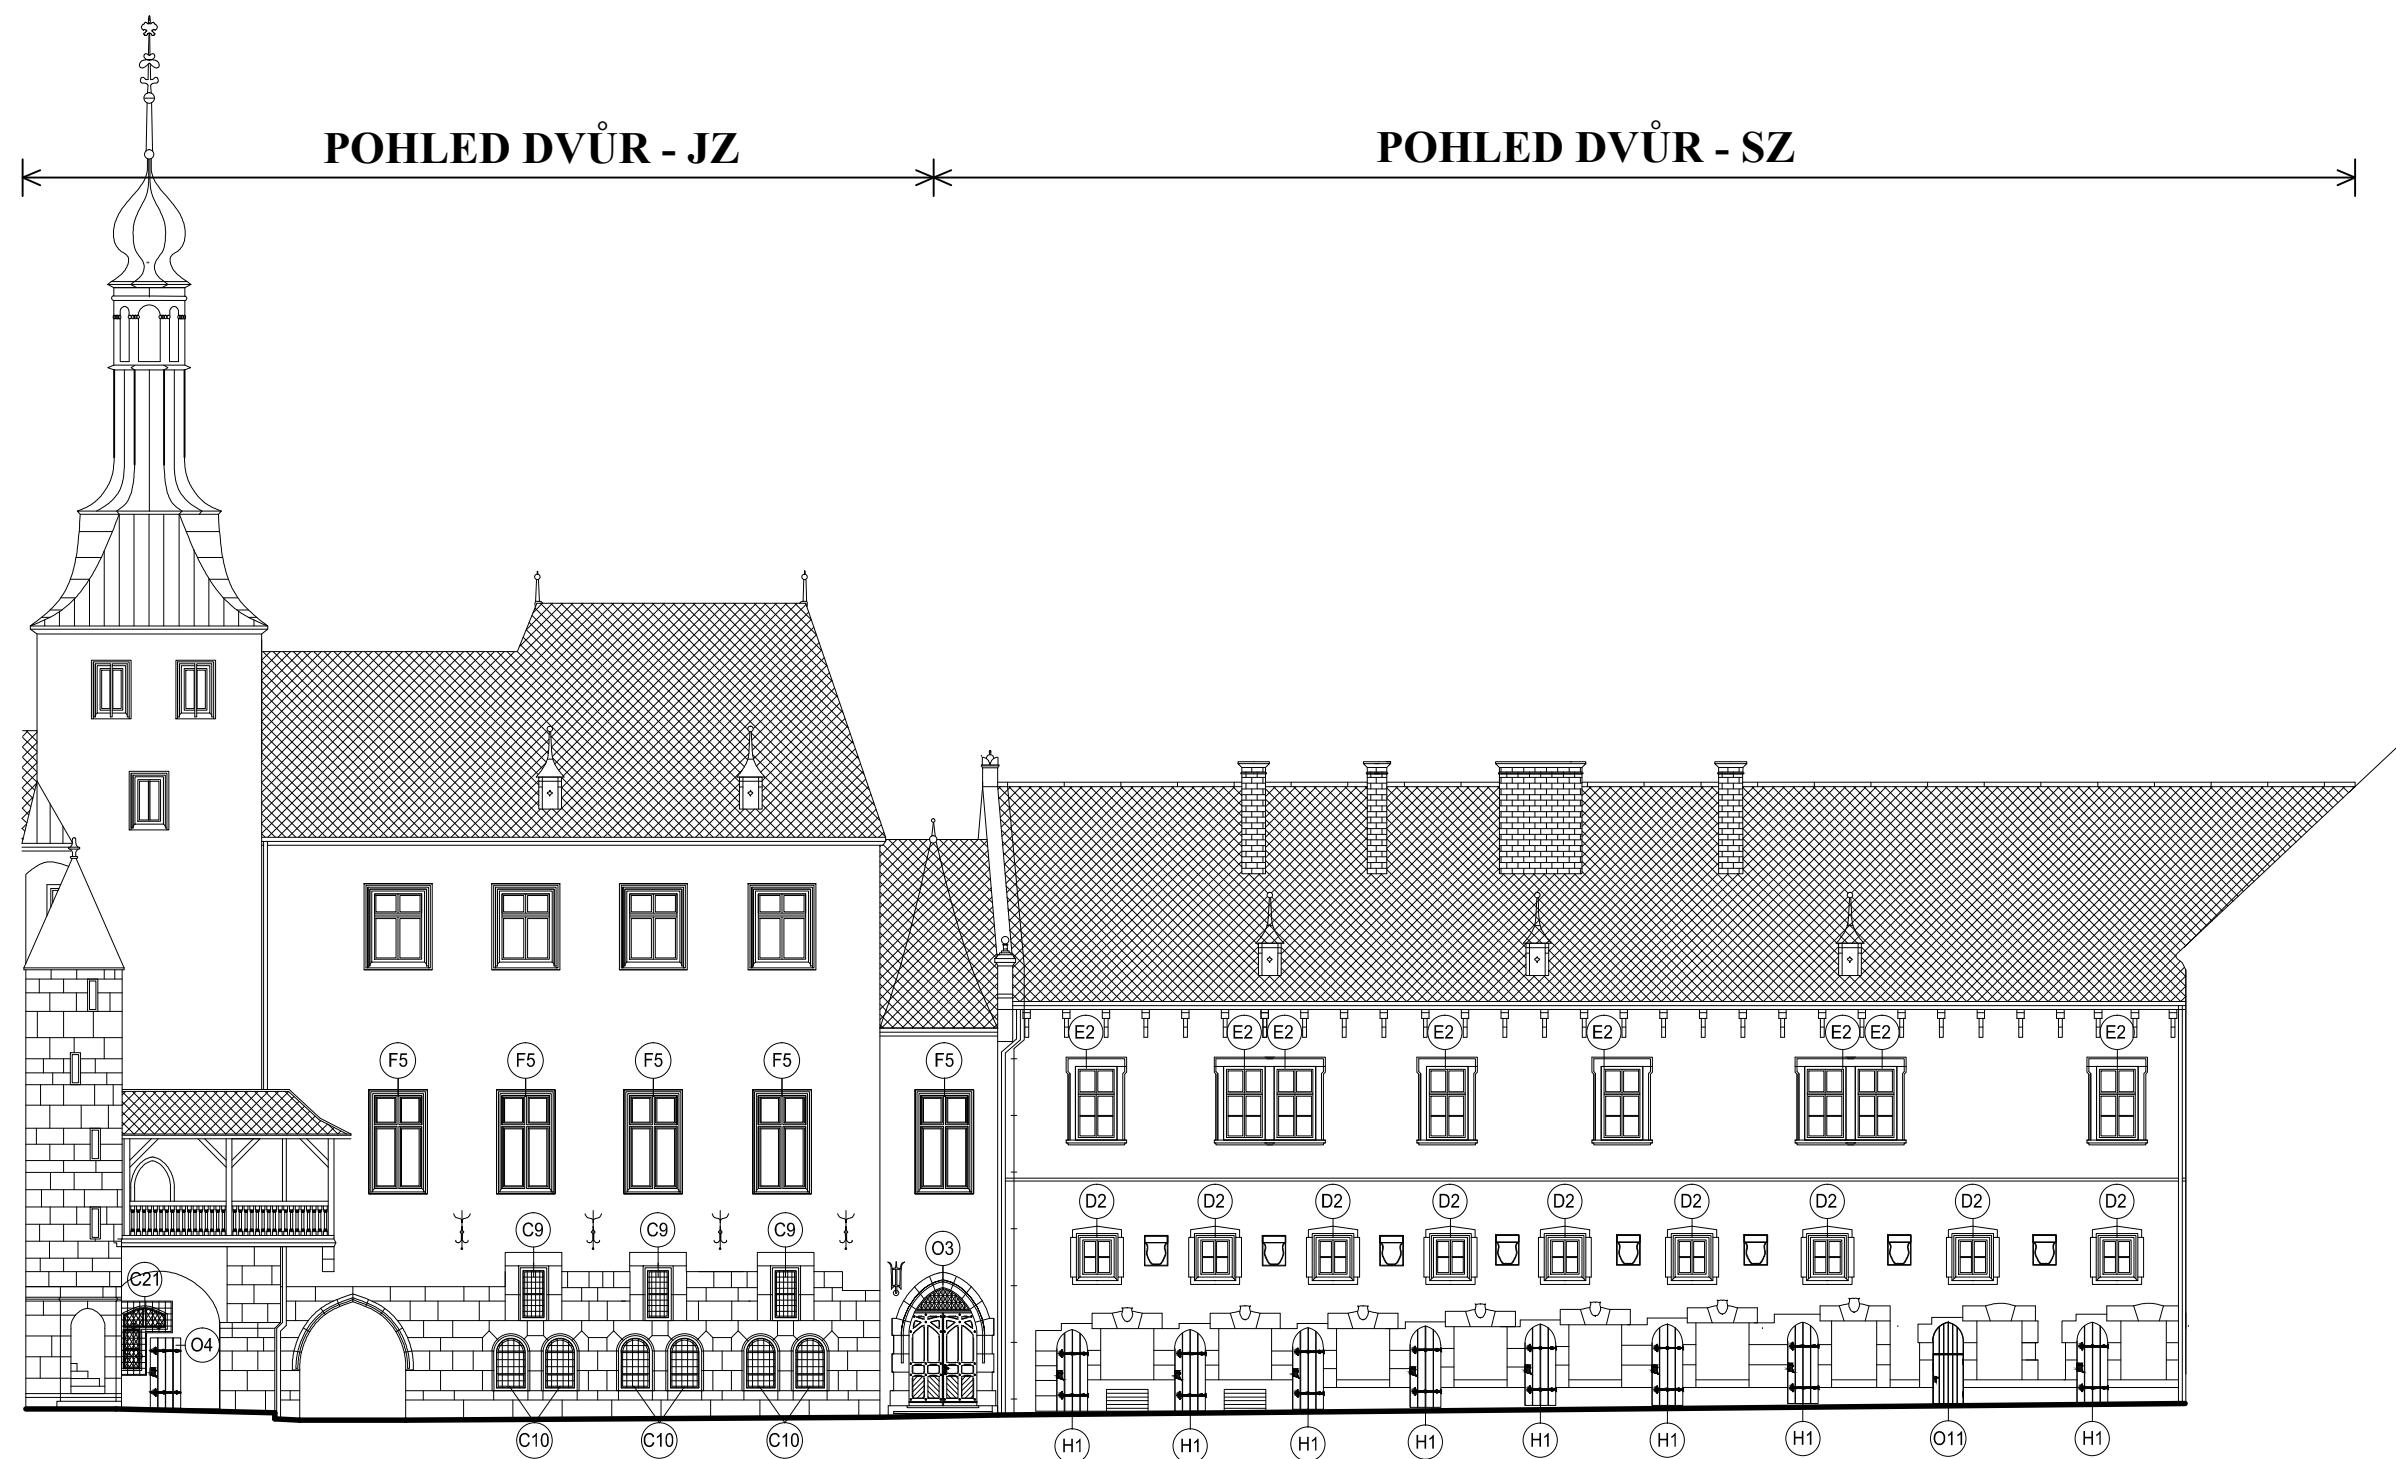 POHLED DVŮR - JZ
POHLED DVŮR - SZ
E2 E2 E2 E2 E2 E2 E2 E2
F5 F5 F5 F5 F5
D2 D2 D2 D2 D2 D2 D2 D2 D2
C9 C9 C9
O3
C21
O4
C10 C10 C10
H1 H1 H1 H1 H1 H1 H1 O11 H1